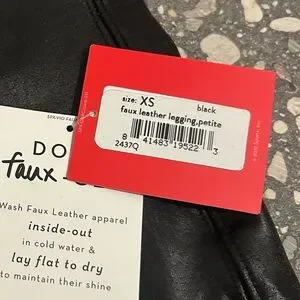 size: XS
black
faux leather legging,petite
8 41483 19522 3
2437Q
DO
faux
Wash Faux Leather apparel
inside-out
in cold water &
lay flat to dry
to maintain their shine